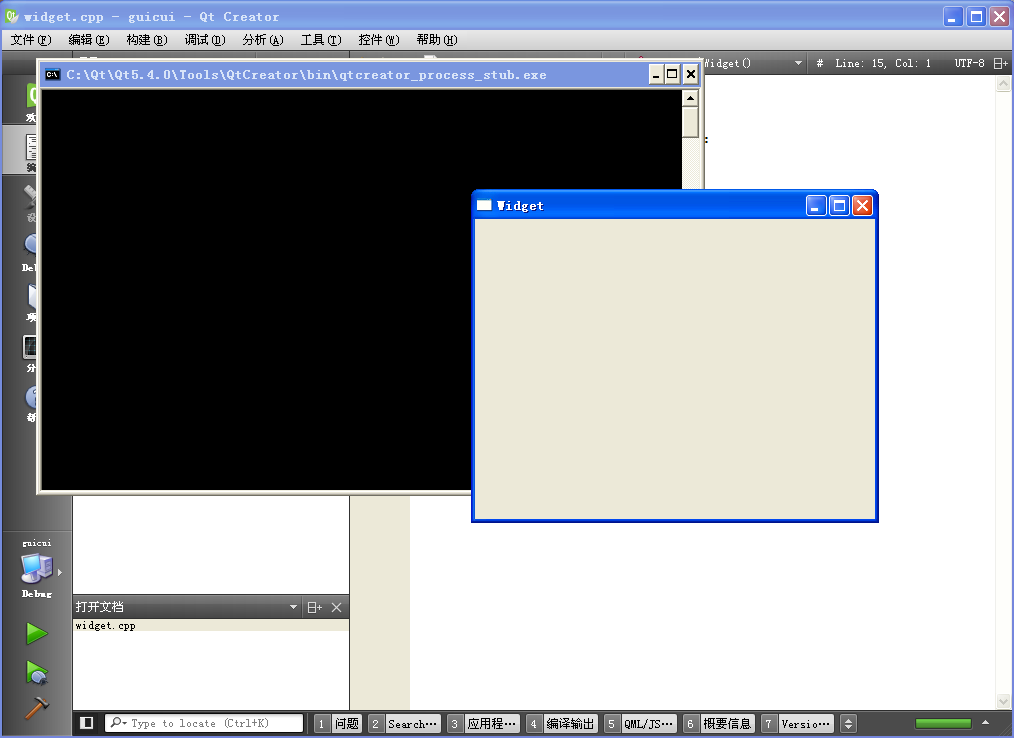 widget.cpp - guicui - Qt Creator
文件(F) 编辑(E) 构建(B) 调试(D) 分析(A) 工具(T) 控件(W) 帮助(H)
Widget() # Line: 15, Col: 1 UTF-8
C:\Qt\Qt5.4.0\Tools\QtCreator\bin\qtcreator_process_stub.exe
Widget
guicui
Debug
打开文档
widget.cpp
Type to locate (Ctrl+K) 1 问题 2 Search… 3 应用程… 4 编译输出 5 QML/JS… 6 概要信息 7 Versio…